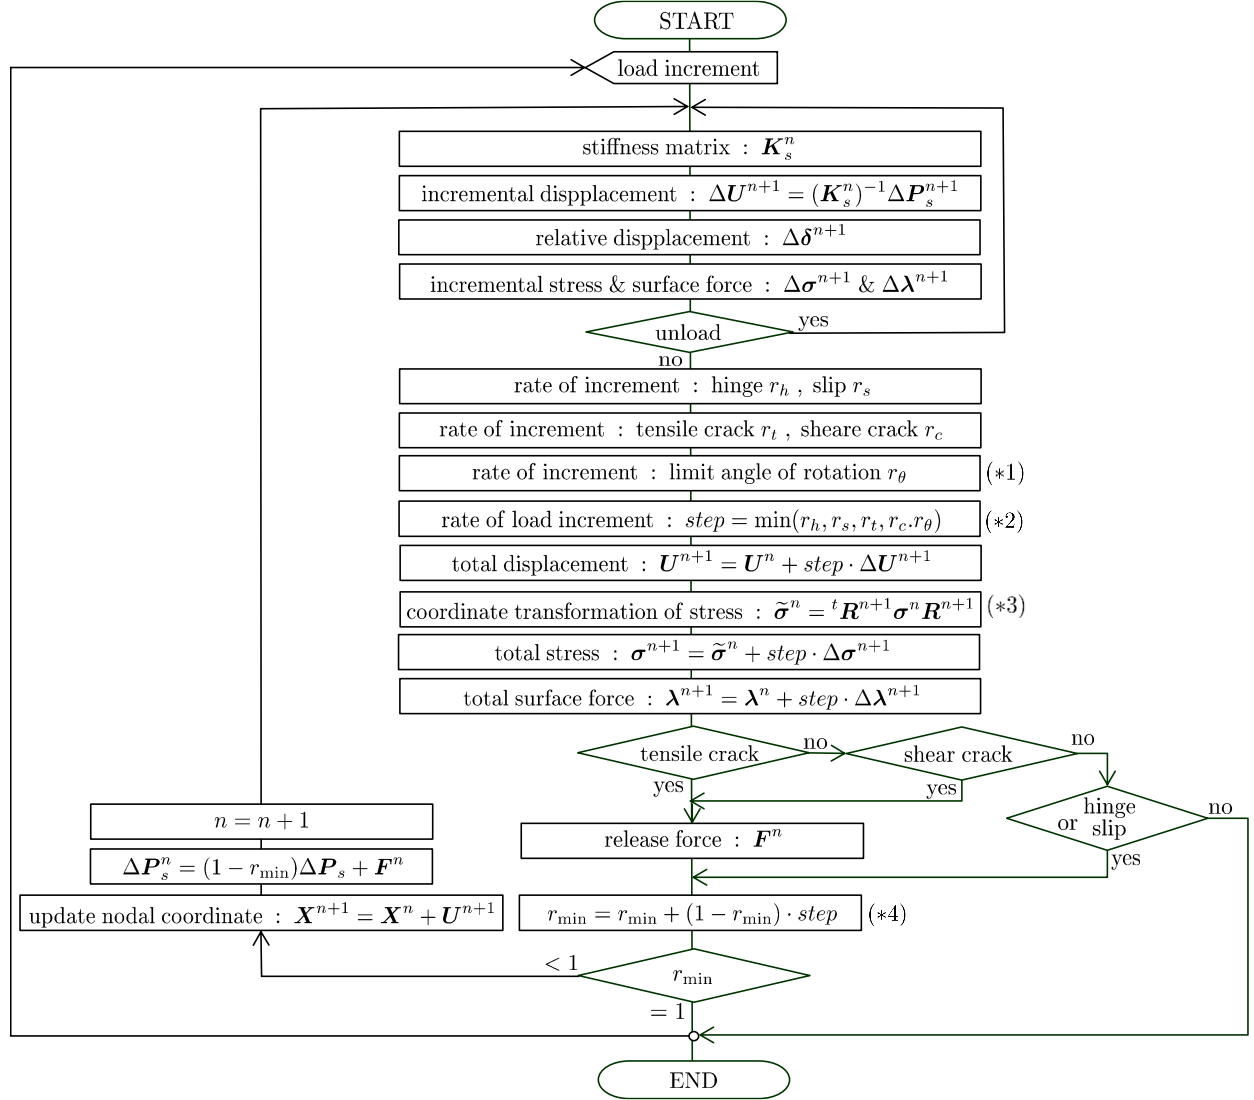 START
load increment
stiffness matrix : K_s^n
incremental dispplacement : ΔU^{n+1} = (K_s^n)^{-1}ΔP_s^{n+1}
relative dispplacement : Δδ^{n+1}
incremental stress & surface force : Δσ^{n+1} & Δλ^{n+1}
unload
yes
no
rate of increment : hinge r_h , slip r_s
rate of increment : tensile crack r_t , sheare crack r_c
rate of increment : limit angle of rotation r_θ (∗1)
rate of load increment : step = min(r_h, r_s, r_t, r_c.r_θ) (∗2)
total displacement : U^{n+1} = U^n + step · ΔU^{n+1}
coordinate transformation of stress : σ̃^n = ^tR^{n+1}σ^nR^{n+1} (∗3)
total stress : σ^{n+1} = σ̃^n + step · Δσ^{n+1}
total surface force : λ^{n+1} = λ^n + step · Δλ^{n+1}
tensile crack
no
shear crack
no
yes
yes
hinge
or slip
no
yes
release force : F^n
n = n + 1
ΔP_s^n = (1 − r_min)ΔP_s + F^n
update nodal coordinate : X^{n+1} = X^n + U^{n+1}
r_min = r_min + (1 − r_min) · step (∗4)
< 1
r_min
= 1
END